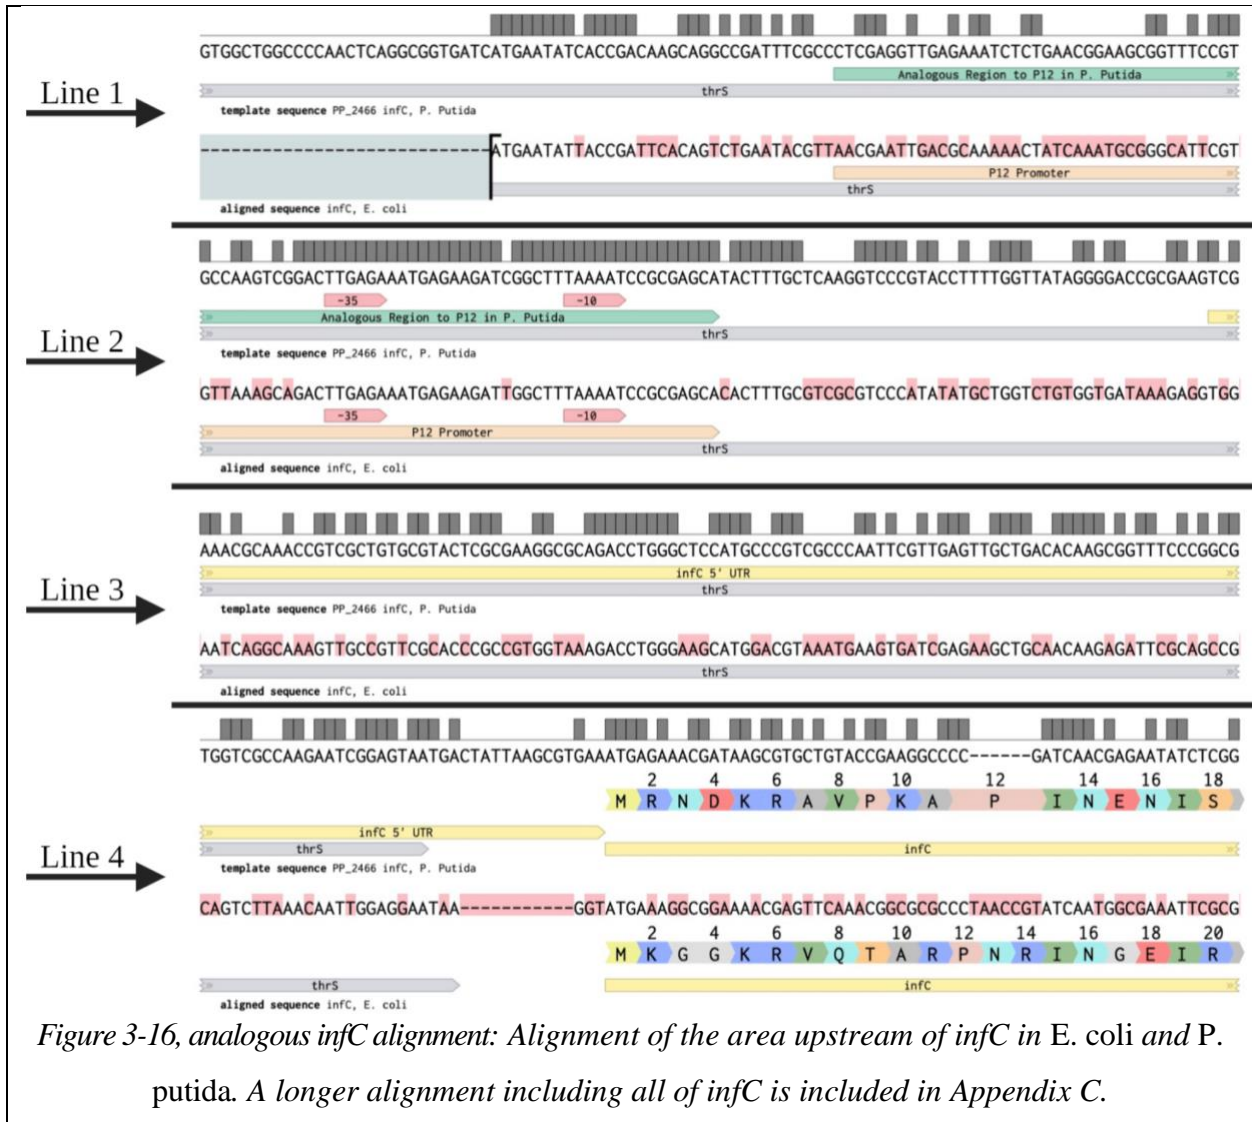 GTGGCTGGCCCCAACTCAGGCGGTGATCATGAATATCACCGACAAGCAGGCCGATTTCGCCCTCGAGGTTGAGAAATCTCTGAACGGAAGCGGTTTCCGT
Analogous Region to P12 in P. Putida
Line 1
thrS
template sequence PP_2466 infC, P. Putida
----------------------------ATGAATATTACCGATTCACAGTCTGAATACGTTAACGAATTGACGCAAAAACTATCAAATGCGGGCATTCGT
P12 Promoter
thrS
aligned sequence infC, E. coli
GCCAAGTCGGACTTGAGAAATGAGAAGATCGGCTTTAAAATCCGCGAGCATACTTTGCTCAAGGTCCCGTACCTTTTGGTTATAGGGGACCGCGAAGTCG
-35 -10
Analogous Region to P12 in P. Putida
Line 2
thrS
template sequence PP_2466 infC, P. Putida
GTTAAAGCAGACTTGAGAAATGAGAAGATTGGCTTTAAAATCCGCGAGCACACTTTGCGTCGCGTCCCATATATGCTGGTCTGTGGTGATAAAGAGGTGG
-35 -10
P12 Promoter
thrS
aligned sequence infC, E. coli
AAACGCAAACCGTCGCTGTGCGTACTCGCGAAGGCGCAGACCTGGGCTCCATGCCCGTCGCCCAATTCGTTGAGTTGCTGACACAAGCGGTTTCCCGGCG
infC 5' UTR
Line 3
thrS
template sequence PP_2466 infC, P. Putida
AATCAGGCAAAGTTGCCGTTCGCACCCGCCGTGGTAAAGACCTGGGAAGCATGGACGTAAATGAAGTGATCGAGAAGCTGCAACAAGAGATTCGCAGCCG
thrS
aligned sequence infC, E. coli
TGGTCGCCAAGAATCGGAGTAATGACTATTAAGCGTGAAATGAGAAACGATAAGCGTGCTGTACCGAAGGCCCC------GATCAACGAGAATATCTCGG
2 4 6 8 10 12 14 16 18
M R N D K R A V P K A P I N E N I S
infC 5' UTR
Line 4
thrS infC
template sequence PP_2466 infC, P. Putida
CAGTCTTAAACAATTGGAGGAATAA-----------GGTATGAAAGGCGGAAAACGAGTTCAAACGGCGCGCCCTAACCGTATCAATGGCGAAATTCGCG
2 4 6 8 10 12 14 16 18 20
M K G G K R V Q T A R P N R I N G E I R
thrS infC
aligned sequence infC, E. coli
Figure 3-16, analogous infC alignment: Alignment of the area upstream of infC in E. coli and P.
putida. A longer alignment including all of infC is included in Appendix C.